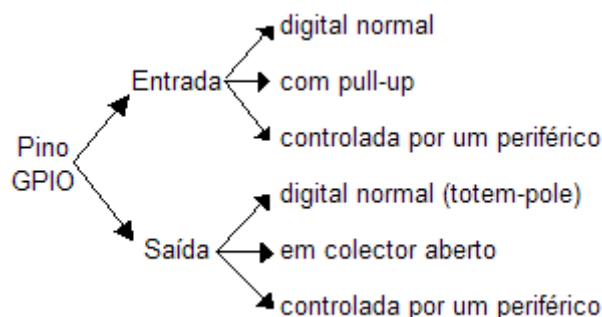 digital normal
Entrada
com pull-up
controlada por um periférico
Pino
GPIO
digital normal (totem-pole)
Saída
em colector aberto
controlada por um periférico